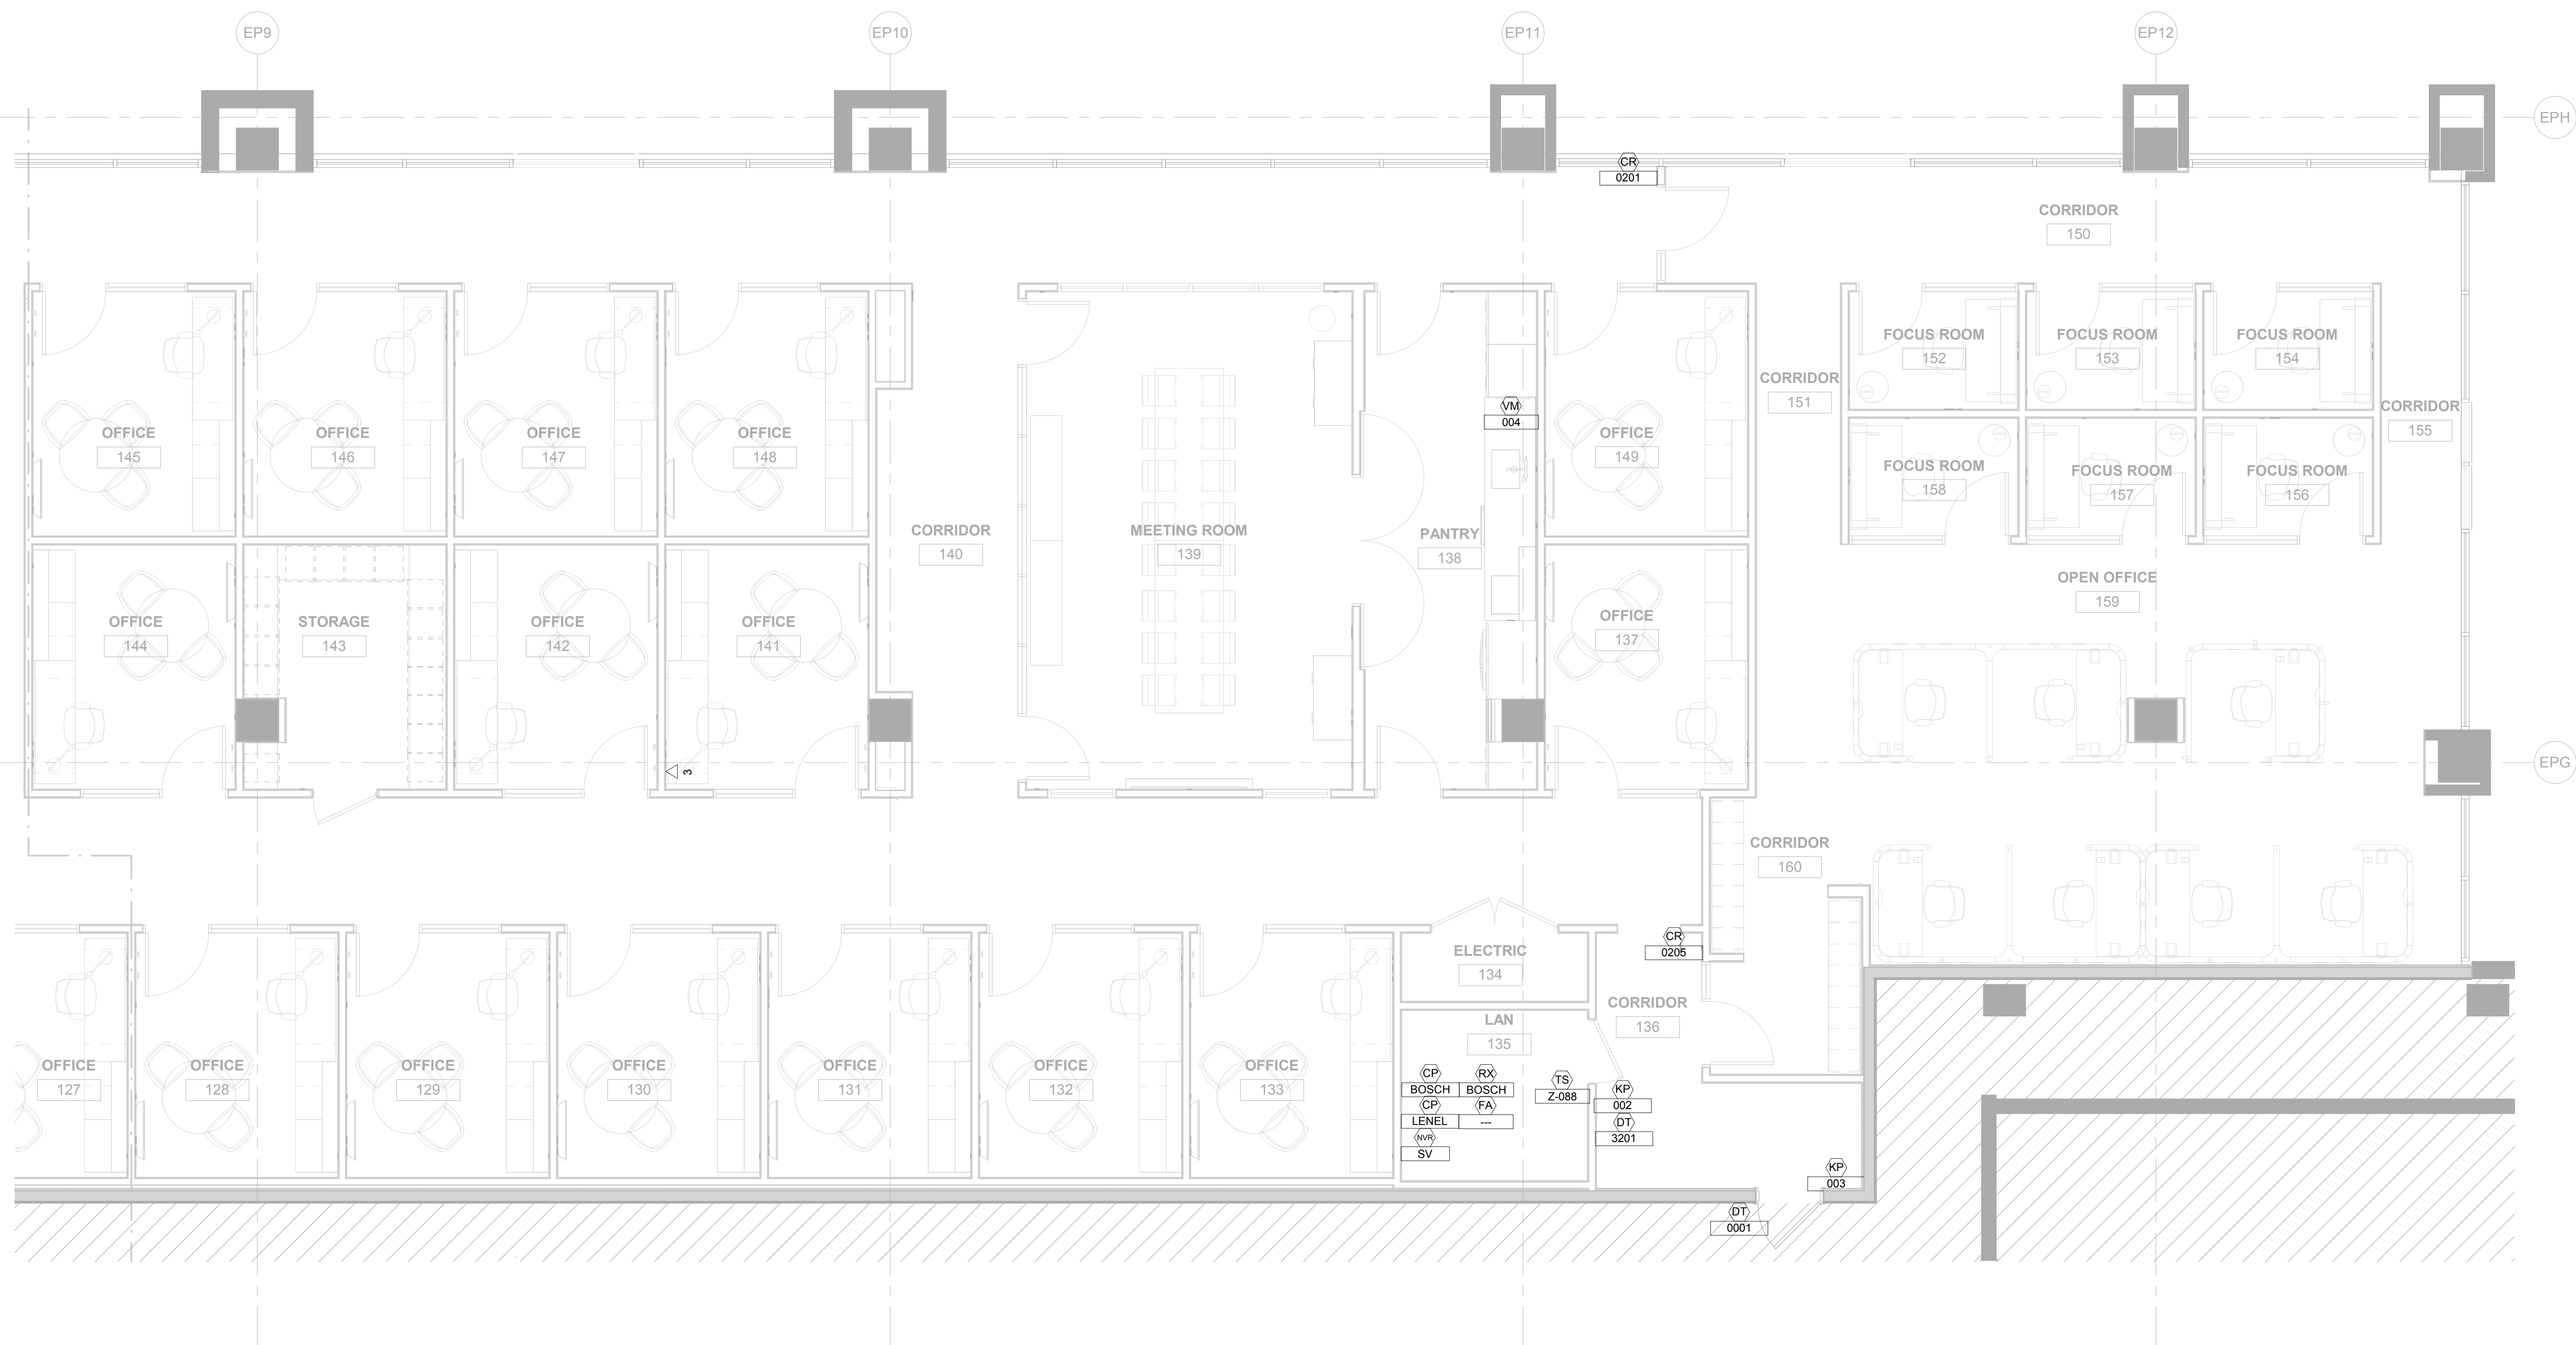 EP9
EP10
EP11
EP12
EPH
CR
0201
CORRIDOR
150
FOCUS ROOM
152
FOCUS ROOM
153
FOCUS ROOM
154
CORRIDOR
151
CORRIDOR
155
VM
004
OFFICE
145
OFFICE
146
OFFICE
147
OFFICE
148
OFFICE
149
FOCUS ROOM
158
FOCUS ROOM
157
FOCUS ROOM
156
CORRIDOR
140
MEETING ROOM
139
PANTRY
138
OPEN OFFICE
159
OFFICE
144
STORAGE
143
OFFICE
142
OFFICE
141
OFFICE
137
3
EPG
CORRIDOR
160
CR
0205
ELECTRIC
134
CORRIDOR
136
LAN
135
OFFICE
127
OFFICE
128
OFFICE
129
OFFICE
130
OFFICE
131
OFFICE
132
OFFICE
133
CP
BOSCH
RX
BOSCH
TS
Z-088
KP
002
CP
LENEL
FA
---
DT
3201
NVR
SV
KP
003
DT
0001